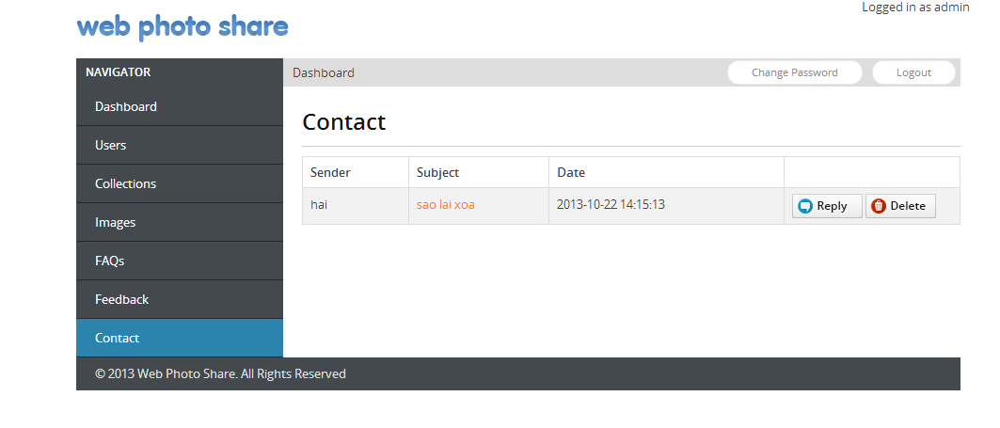 Logged in as admin
web photo share
NAVIGATOR
Dashboard
Users
Collections
Images
FAQs
Feedback
Contact
Dashboard Change Password Logout
Contact
Sender Subject Date
hai sao lai xoa 2013-10-22 14:15:13 Reply Delete
© 2013 Web Photo Share. All Rights Reserved